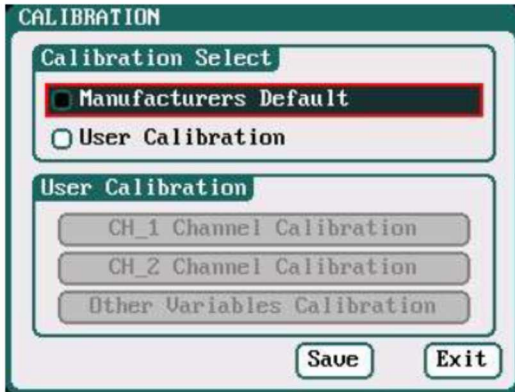 CALIBRATION
Calibration Select
Manufacturers Default
User Calibration
User Calibration
CH_1 Channel Calibration
CH_2 Channel Calibration
Other Variables Calibration
Save Exit